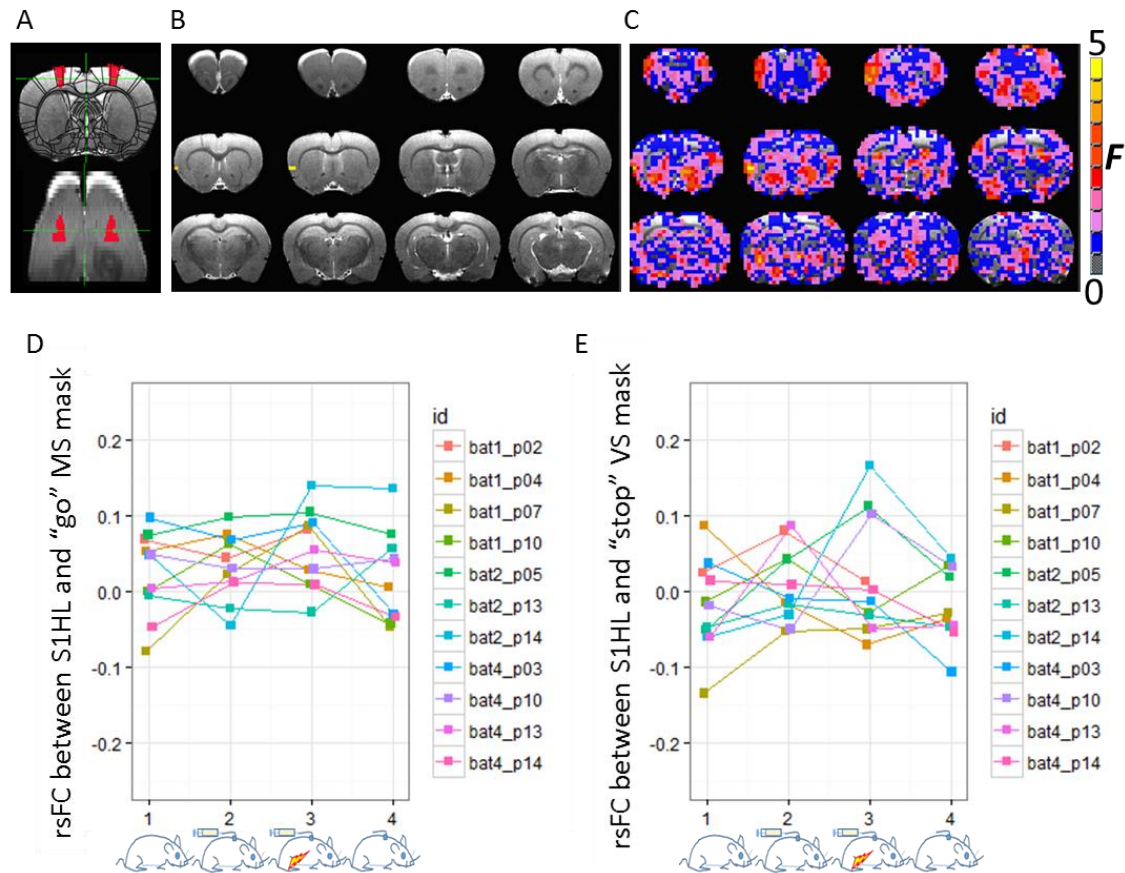 A
B
C
5
F
0
D
E
rsFC between S1HL and “go” MS mask
0.2
0.1
0.0
-0.1
-0.2
1 2 3 4
id
bat1_p02
bat1_p04
bat1_p07
bat1_p10
bat2_p05
bat2_p13
bat2_p14
bat4_p03
bat4_p10
bat4_p13
bat4_p14
rsFC between S1HL and “stop” VS mask
0.2
0.1
0.0
-0.1
-0.2
1 2 3 4
id
bat1_p02
bat1_p04
bat1_p07
bat1_p10
bat2_p05
bat2_p13
bat2_p14
bat4_p03
bat4_p10
bat4_p13
bat4_p14